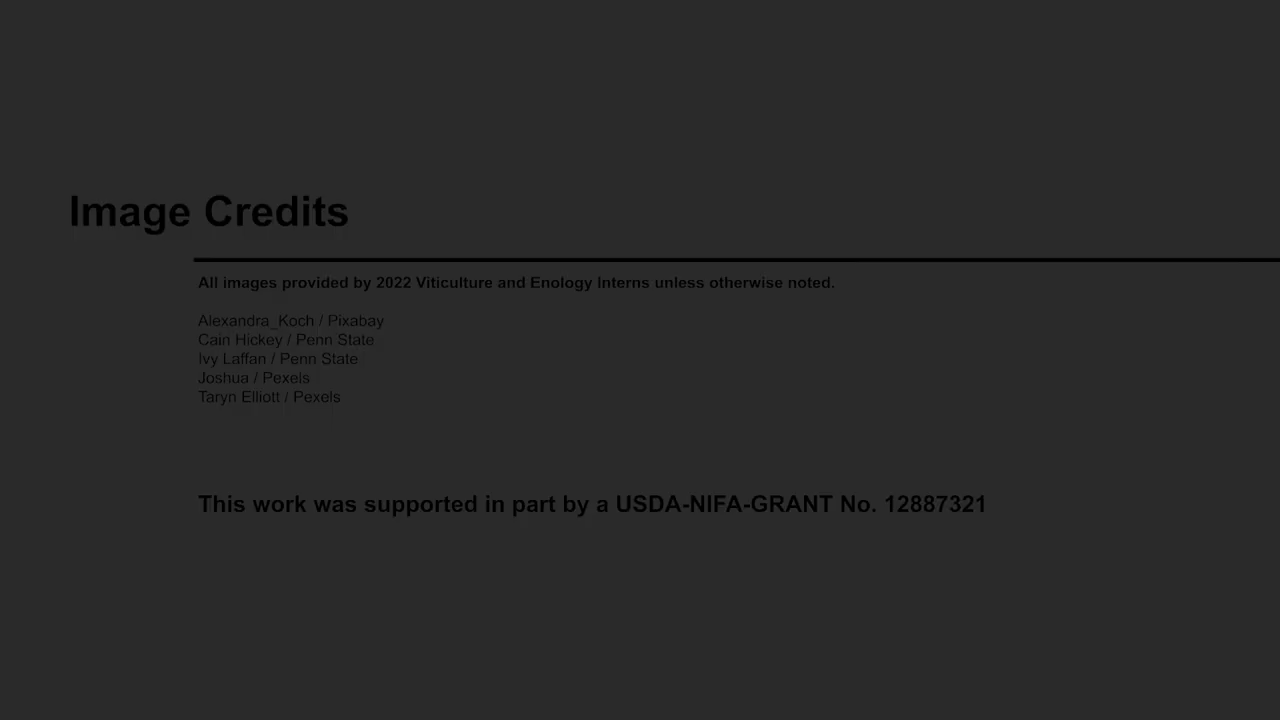 Image Credits
All images provided by 2022 Viticulture and Enology Interns unless otherwise noted.
Alexandra_Koch / Pixabay
Cain Hickey / Penn State
Ivy Laffan / Penn State
Joshua / Pexels
Taryn Elliott / Pexels
This work was supported in part by a USDA-NIFA-GRANT No. 12887321